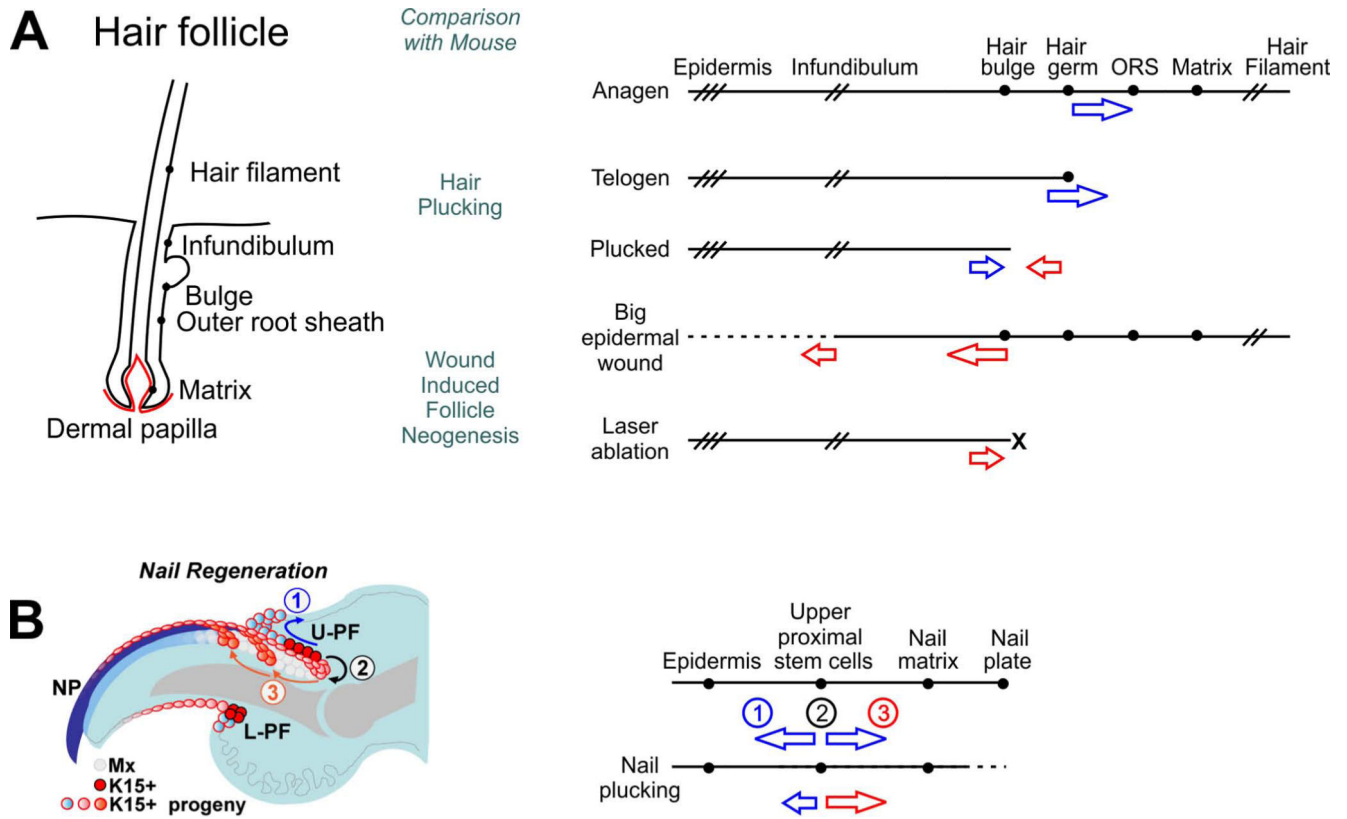 A
Hair follicle
Comparison
with Mouse
Hair filament
Infundibulum
Bulge
Outer root sheath
Matrix
Dermal papilla
Hair
Plucking
Wound
Induced
Follicle
Neogenesis
Epidermis
Infundibulum
Hair
bulge
Hair
germ
ORS
Matrix
Hair
Filament
Anagen
Telogen
Plucked
Big
epidermal
wound
Laser
ablation
X
B
Nail Regeneration
1
U-PF
2
3
NP
L-PF
Mx
K15+
K15+ progeny
Epidermis
Upper
proximal
stem cells
Nail
matrix
Nail
plate
1
2
3
Nail
plucking